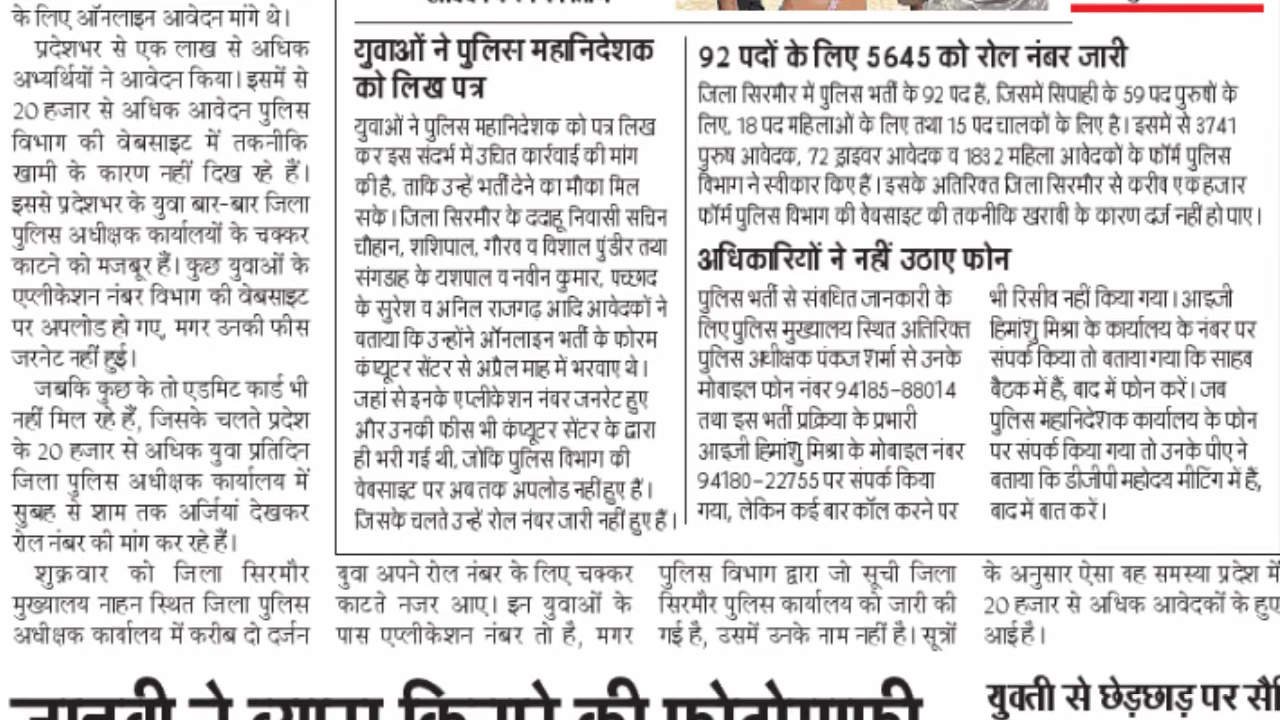 के लिए ऑनलाइन आवेदन मांगे थे।
प्रदेशभर से एक लाख से अधिक
अभ्यर्थियों ने आवेदन किया। इसमें से
20 हजार से अधिक आवेदन पुलिस
विभाग की वेबसाइट में तकनीकि
खामी के कारण नहीं दिख रहे हैं।
इससे प्रदेशभर के युवा बार-बार जिला
पुलिस अधीक्षक कार्यालयों के चक्कर
काटने को मजबूर हैं। कुछ युवाओं के
एप्लीकेशन नंबर विभाग की वेबसाइट
पर अपलोड हो गए, मगर उनकी फीस
जरनेट नहीं हुई।
जबकि कुछ के तो एडमिट कार्ड भी
नहीं मिल रहे हैं, जिसके चलते प्रदेश
के 20 हजार से अधिक युवा प्रतिदिन
जिला पुलिस अधीक्षक कार्यालय में
सुबह से शाम तक अर्जियां देखकर
रोल नंबर की मांग कर रहे हैं।
शुक्रवार को जिला सिरमौर
मुख्यालय नाहन स्थित जिला पुलिस
अधीक्षक कार्यालय में करीब दो दर्जन
युवाओं ने पुलिस महानिदेशक
को लिख पत्र
युवाओं ने पुलिस महानिदेशक को पत्र लिख
कर इस संदर्भ में उचित कार्रवाई की मांग
की है, ताकि उन्हें भर्ती देने का मौका मिल
सके। जिला सिरमौर के ददाहू निवासी सचिन
चौहान, शशिपाल, गौरव व विशाल पुंडीर तथा
संगडाह के यशपाल व नवीन कुमार, पच्छाद
के सुरेश व अनिल राजगढ़ आदि आवेदकों ने
बताया कि उन्होंने ऑनलाइन भर्ती के फोरम
कंप्यूटर सेंटर से अप्रैल माह में भरवाए थे।
जहां से इनके एप्लीकेशन नंबर जनरेट हुए
और उनकी फीस भी कंप्यूटर सेंटर के द्वारा
ही भरी गई थी, जोकि पुलिस विभाग की
वेबसाइट पर अब तक अपलोड नहीं हुए हैं।
जिसके चलते उन्हें रोल नंबर जारी नहीं हुए हैं।
92 पदों के लिए 5645 को रोल नंबर जारी
जिला सिरमौर में पुलिस भर्ती के 92 पद हैं, जिसमें सिपाही के 59 पद पुरुषों के
लिए, 18 पद महिलाओं के लिए तथा 15 पद चालकों के लिए है। इसमें से 3741
पुरुष आवेदक, 72 ड्राइवर आवेदक व 1832 महिला आवेदकों के फॉर्म पुलिस
विभाग ने स्वीकार किए हैं। इसके अतिरिक्त जिला सिरमौर से करीब एक हजार
फॉर्म पुलिस विभाग की वेबसाइट की तकनीकि खराबी के कारण दर्ज नहीं हो पाए।
अधिकारियों ने नहीं उठाए फोन
पुलिस भर्ती से संबधित जानकारी के
लिए पुलिस मुख्यालय स्थित अतिरिक्त
पुलिस अधीक्षक पंकज शर्मा से उनके
मोबाइल फोन नंबर 94185-88014
तथा इस भर्ती प्रक्रिया के प्रभारी
आइजी हिमांशु मिश्रा के मोबाइल नंबर
94180-22755 पर संपर्क किया
गया, लेकिन कई बार कॉल करने पर
भी रिसीव नहीं किया गया। आइजी
हिमांशु मिश्रा के कार्यालय के नंबर पर
संपर्क किया तो बताया गया कि साहब
बैठक में हैं, बाद में फोन करें। जब
पुलिस महानिदेशक कार्यालय के फोन
पर संपर्क किया गया तो उनके पीए ने
बताया कि डीजीपी महोदय मीटिंग में हैं,
बाद में बात करें।
युवा अपने रोल नंबर के लिए चक्कर
काटते नजर आए। इन युवाओं के
पास एप्लीकेशन नंबर तो है, मगर
पुलिस विभाग द्वारा जो सूची जिला
सिरमौर पुलिस कार्यालय को जारी की
गई है, उसमें उनके नाम नहीं है। सूत्रों
के अनुसार ऐसा यह समस्या प्रदेश में
20 हजार से अधिक आवेदकों के हुए
आई है।
युवती से छेड़छाड़ पर